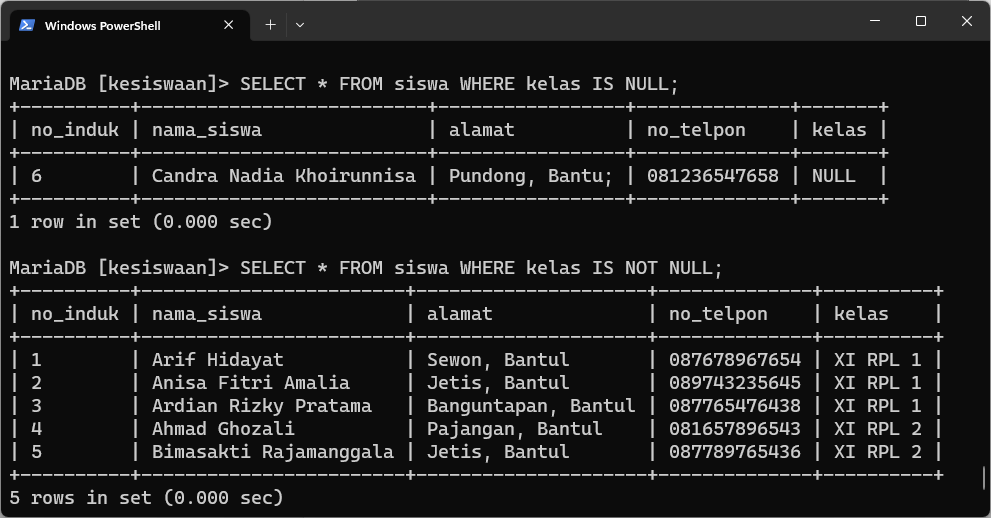 Windows PowerShell
MariaDB [kesiswaan]> SELECT * FROM siswa WHERE kelas IS NULL;
+----------+--------------------------+-----------------+--------------+-------+
| no_induk | nama_siswa               | alamat          | no_telpon    | kelas |
+----------+--------------------------+-----------------+--------------+-------+
| 6        | Candra Nadia Khoirunnisa | Pundong, Bantu; | 081236547658 | NULL  |
+----------+--------------------------+-----------------+--------------+-------+
1 row in set (0.000 sec)
MariaDB [kesiswaan]> SELECT * FROM siswa WHERE kelas IS NOT NULL;
+----------+------------------------+---------------------+--------------+----------+
| no_induk | nama_siswa             | alamat              | no_telpon    | kelas    |
+----------+------------------------+---------------------+--------------+----------+
| 1        | Arif Hidayat           | Sewon, Bantul       | 087678967654 | XI RPL 1 |
| 2        | Anisa Fitri Amalia     | Jetis, Bantul       | 089743235645 | XI RPL 1 |
| 3        | Ardian Rizky Pratama   | Banguntapan, Bantul | 087765476438 | XI RPL 1 |
| 4        | Ahmad Ghozali          | Pajangan, Bantul    | 081657896543 | XI RPL 2 |
| 5        | Bimasakti Rajamanggala | Jetis, Bantul       | 087789765436 | XI RPL 2 |
+----------+------------------------+---------------------+--------------+----------+
5 rows in set (0.000 sec)